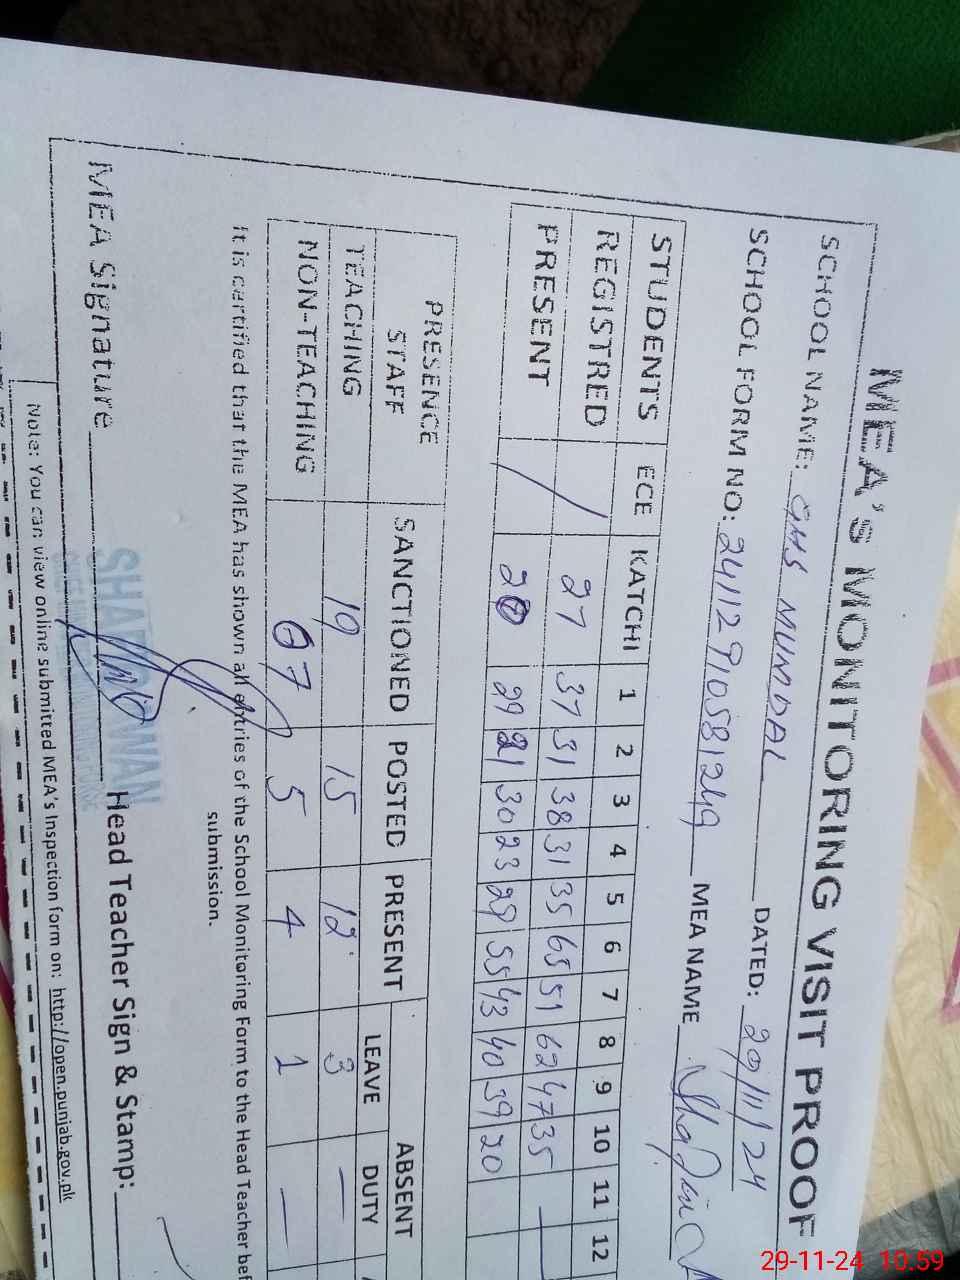 MEA's MONITORING VISIT PROOF
SCHOOL NAME: GHS MUNDAL DATED: 29/11/24
SCHOOL FORM NO: 24112910581249 MEA NAME
STUDENTS ECE KATCHI 1 2 3 4 5 6 7 8 9 10 11 12
REGISTRED / 27 37 31 38 31 35 65 51 62 47 35 —
PRESENT 20 29 21 30 23 29 55 43 40 39 20
PRESENCE STAFF SANCTIONED POSTED PRESENT ABSENT
LEAVE DUTY
TEACHING 19 15 12 3 —
NON-TEACHING 07 5 4 1 —
It is certified that the MEA has shown all entries of the School Monitoring Form to the Head Teacher bef
submission.
MEA Signature Head Teacher Sign & Stamp:
Note: You can view online submitted MEA's Inspection form on: http://open.punjab.gov.pk
29-11-24 10:59